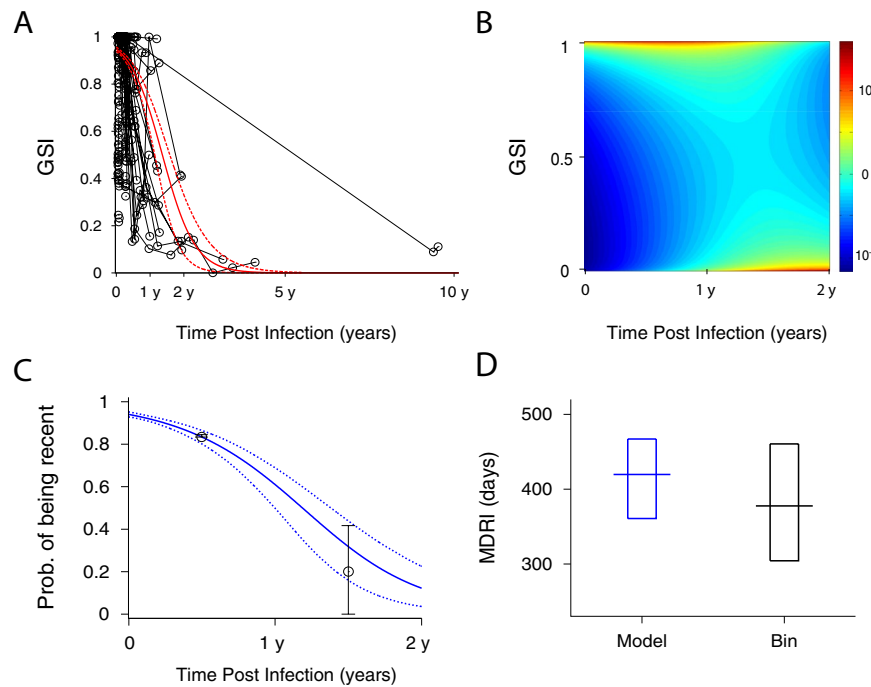 A
GSI
1
0.8
0.6
0.4
0.2
0
0 1 y 2 y 5 y 10 y
Time Post Infection (years)
B
GSI
1
0.5
0
0 1 y 2 y
10
0
Time Post Infection (years)
C
Prob. of being recent
1
0.8
0.6
0.4
0.2
0
0 1 y 2 y
Time Post Infection (years)
D
MDRI (days)
500
400
300
Model Bin